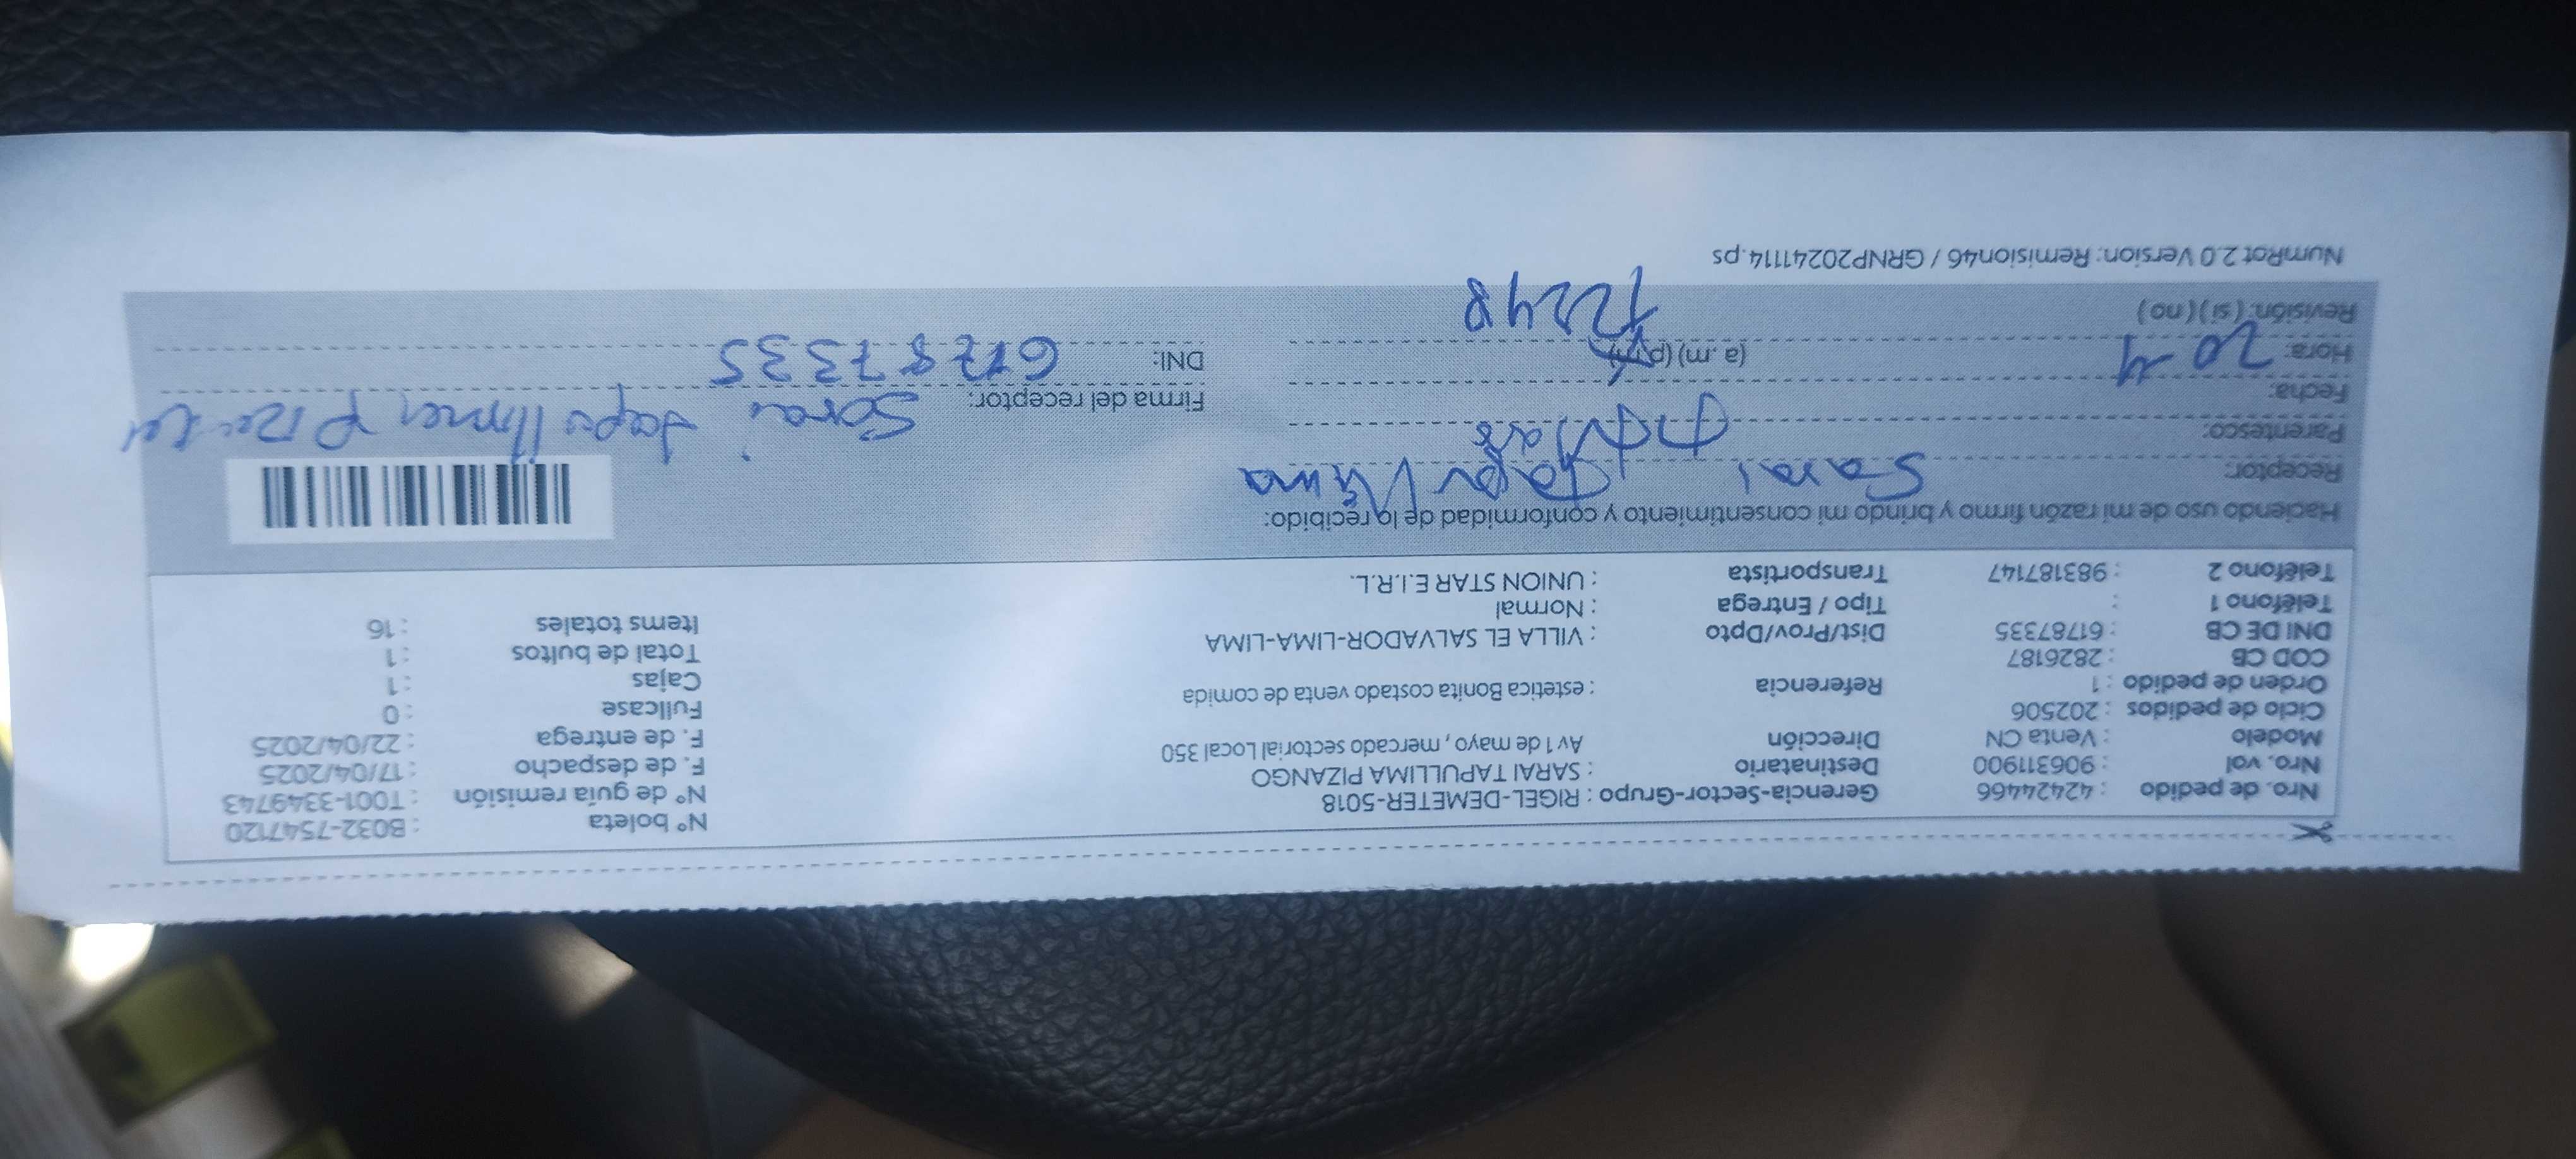 Nro. de pedido : 42424466 Gerencia-Sector-Grupo : RIGEL-DEMETER-5018 N° boleta : B032-7547120
Nro. vol : 906311900 Destinatario : SARAI TAPULLIMA PIZANGO N° de guía remisión : T001-3349743
Modelo : Venta CN Dirección Av 1 de mayo , mercado sectorial Local 350 F. de despacho : 17/04/2025
Ciclo de pedidos : 202506 F. de entrega : 22/04/2025
Orden de pedido : 1 Referencia : estetica Bonita costado venta de comida Fullcase : 0
COD CB : 2826187 Cajas : 1
DNI DE CB : 61787335 Dist/Prov/Dpto : VILLA EL SALVADOR-LIMA-LIMA Total de bultos : 1
Teléfono 1 : Tipo / Entrega : Normal Items totales : 16
Teléfono 2 : 983187147 Transportista : UNION STAR E.I.R.L.
Haciendo uso de mi razón firmo y brindo mi consentimiento y conformidad de lo recibido:
Receptor: Sarai Tapullima
Parentesco:
Fecha: Firma del receptor: Sarai Tapullima
Hora: 20-4 (a. m) (p. m) DNI: 61787335
Revisión: ( si ) ( no )
NumRot 2.0 Version: Remision46 / GRNP20241114.ps